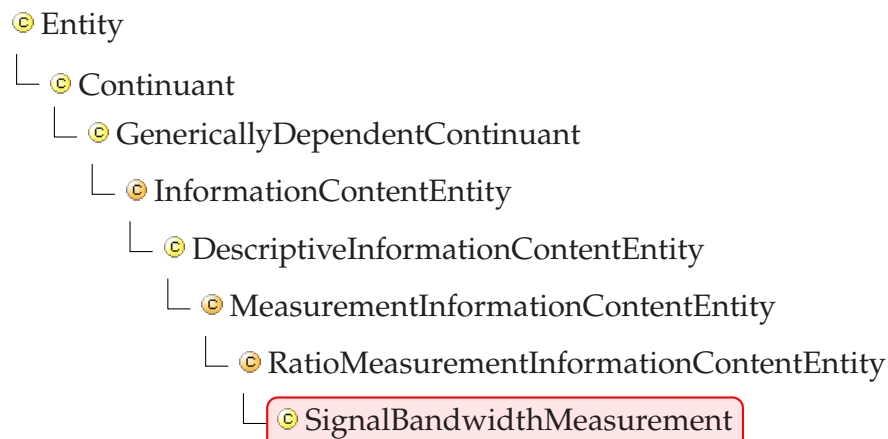 Entity
Continuant
GenericallyDependentContinuant
InformationContentEntity
DescriptiveInformationContentEntity
MeasurementInformationContentEntity
RatioMeasurementInformationContentEntity
SignalBandwidthMeasurement